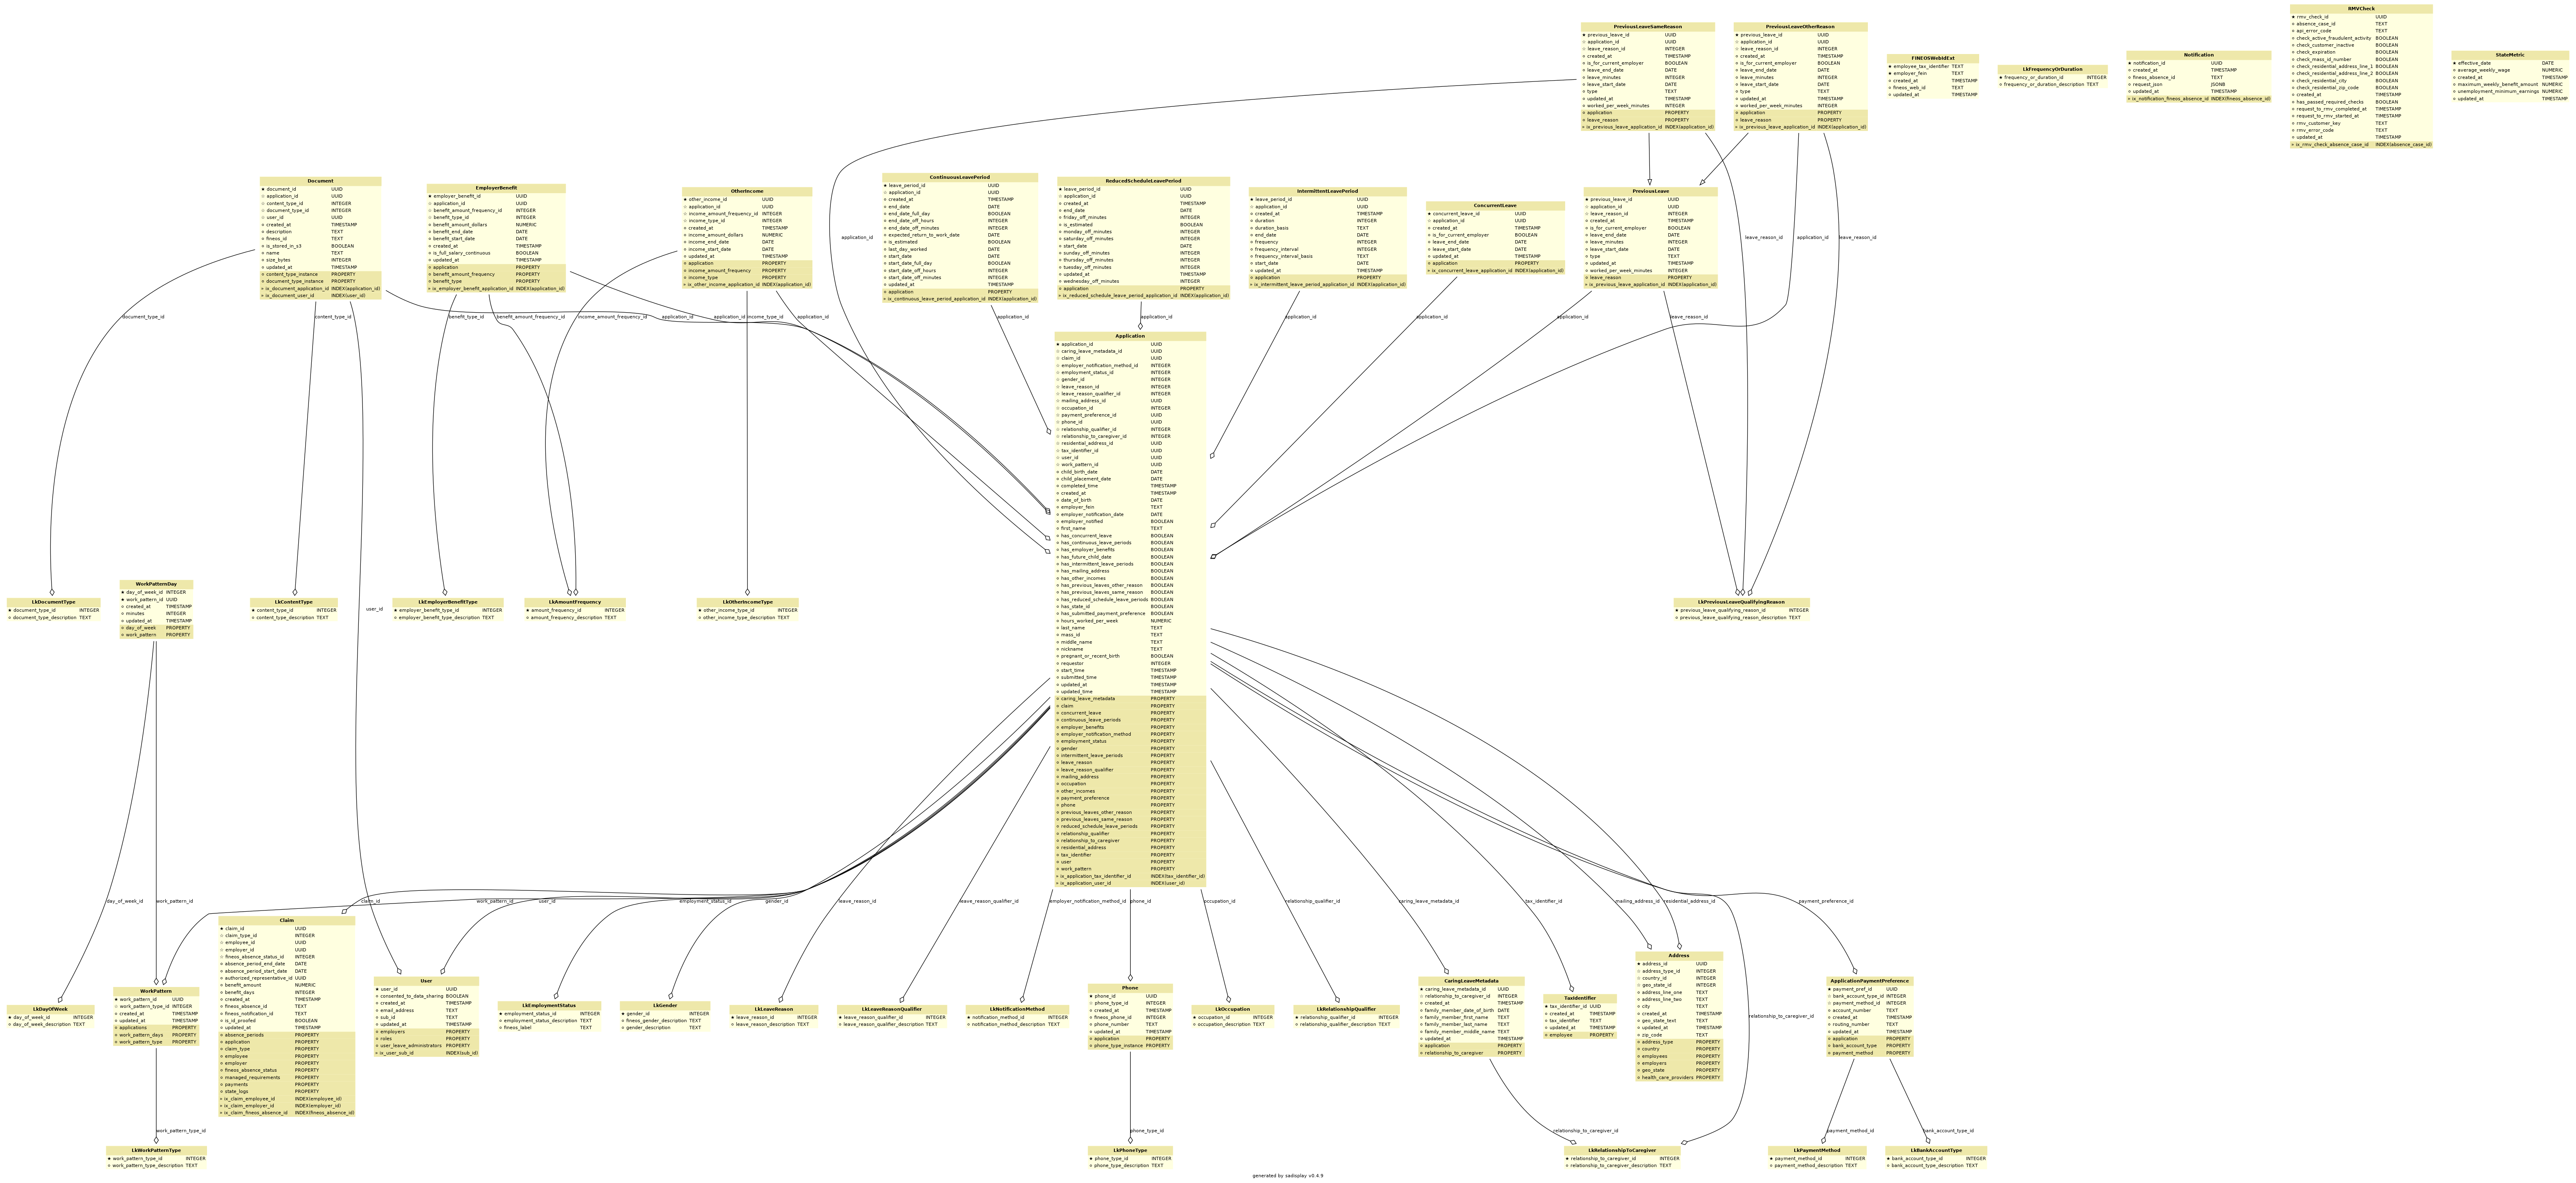 PreviousLeaveSameReason
previous_leave_id UUID
application_id UUID
leave_reason_id INTEGER
created_at TIMESTAMP
is_for_current_employer BOOLEAN
leave_end_date DATE
leave_minutes INTEGER
leave_start_date DATE
type TEXT
updated_at TIMESTAMP
worked_per_week_minutes INTEGER
application PROPERTY
leave_reason PROPERTY
ix_previous_leave_application_id INDEX(application_id)
PreviousLeaveOtherReason
previous_leave_id UUID
application_id UUID
leave_reason_id INTEGER
created_at TIMESTAMP
is_for_current_employer BOOLEAN
leave_end_date DATE
leave_minutes INTEGER
leave_start_date DATE
type TEXT
updated_at TIMESTAMP
worked_per_week_minutes INTEGER
application PROPERTY
leave_reason PROPERTY
ix_previous_leave_application_id INDEX(application_id)
FINEOSWebIdExt
employee_tax_identifier TEXT
employer_fein TEXT
created_at TIMESTAMP
fineos_web_id TEXT
updated_at TIMESTAMP
LkFrequencyOrDuration
frequency_or_duration_id INTEGER
frequency_or_duration_description TEXT
Notification
notification_id UUID
created_at TIMESTAMP
fineos_absence_id TEXT
request_json JSONB
updated_at TIMESTAMP
ix_notification_fineos_absence_id INDEX(fineos_absence_id)
RMVCheck
rmv_check_id UUID
absence_case_id TEXT
api_error_code TEXT
check_active_fraudulent_activity BOOLEAN
check_customer_inactive BOOLEAN
check_expiration BOOLEAN
check_mass_id_number BOOLEAN
check_residential_address_line_1 BOOLEAN
check_residential_address_line_2 BOOLEAN
check_residential_city BOOLEAN
check_residential_zip_code BOOLEAN
created_at TIMESTAMP
has_passed_required_checks BOOLEAN
request_to_rmv_completed_at TIMESTAMP
request_to_rmv_started_at TIMESTAMP
rmv_customer_key TEXT
rmv_error_code TEXT
updated_at TIMESTAMP
ix_rmv_check_absence_case_id INDEX(absence_case_id)
StateMetric
effective_date DATE
average_weekly_wage NUMERIC
created_at TIMESTAMP
maximum_weekly_benefit_amount NUMERIC
unemployment_minimum_earnings NUMERIC
updated_at TIMESTAMP
Document
document_id UUID
application_id UUID
content_type_id INTEGER
document_type_id INTEGER
user_id UUID
created_at TIMESTAMP
description TEXT
fineos_id TEXT
is_stored_in_s3 BOOLEAN
name TEXT
size_bytes INTEGER
updated_at TIMESTAMP
content_type_instance PROPERTY
document_type_instance PROPERTY
ix_document_application_id INDEX(application_id)
ix_document_user_id INDEX(user_id)
EmployerBenefit
employer_benefit_id UUID
application_id UUID
benefit_amount_frequency_id INTEGER
benefit_type_id INTEGER
benefit_amount_dollars NUMERIC
benefit_end_date DATE
benefit_start_date DATE
created_at TIMESTAMP
is_full_salary_continuous BOOLEAN
updated_at TIMESTAMP
application PROPERTY
benefit_amount_frequency PROPERTY
benefit_type PROPERTY
ix_employer_benefit_application_id INDEX(application_id)
OtherIncome
other_income_id UUID
application_id UUID
income_amount_frequency_id INTEGER
income_type_id INTEGER
created_at TIMESTAMP
income_amount_dollars NUMERIC
income_end_date DATE
income_start_date DATE
updated_at TIMESTAMP
application PROPERTY
income_amount_frequency PROPERTY
income_type PROPERTY
ix_other_income_application_id INDEX(application_id)
ContinuousLeavePeriod
leave_period_id UUID
application_id UUID
created_at TIMESTAMP
end_date DATE
end_date_full_day BOOLEAN
end_date_off_hours INTEGER
end_date_off_minutes INTEGER
expected_return_to_work_date DATE
is_estimated BOOLEAN
last_day_worked DATE
start_date DATE
start_date_full_day BOOLEAN
start_date_off_hours INTEGER
start_date_off_minutes INTEGER
updated_at TIMESTAMP
application PROPERTY
ix_continuous_leave_period_application_id INDEX(application_id)
ReducedScheduleLeavePeriod
leave_period_id UUID
application_id UUID
created_at TIMESTAMP
end_date DATE
friday_off_minutes INTEGER
is_estimated BOOLEAN
monday_off_minutes INTEGER
saturday_off_minutes INTEGER
start_date DATE
sunday_off_minutes INTEGER
thursday_off_minutes INTEGER
tuesday_off_minutes INTEGER
updated_at TIMESTAMP
wednesday_off_minutes INTEGER
application PROPERTY
ix_reduced_schedule_leave_period_application_id INDEX(application_id)
IntermittentLeavePeriod
leave_period_id UUID
application_id UUID
created_at TIMESTAMP
duration INTEGER
duration_basis TEXT
end_date DATE
frequency INTEGER
frequency_interval INTEGER
frequency_interval_basis TEXT
start_date DATE
updated_at TIMESTAMP
application PROPERTY
ix_intermittent_leave_period_application_id INDEX(application_id)
ConcurrentLeave
concurrent_leave_id UUID
application_id UUID
created_at TIMESTAMP
is_for_current_employer BOOLEAN
leave_end_date DATE
leave_start_date DATE
updated_at TIMESTAMP
application PROPERTY
ix_concurrent_leave_application_id INDEX(application_id)
PreviousLeave
previous_leave_id UUID
application_id UUID
leave_reason_id INTEGER
created_at TIMESTAMP
is_for_current_employer BOOLEAN
leave_end_date DATE
leave_minutes INTEGER
leave_start_date DATE
type TEXT
updated_at TIMESTAMP
worked_per_week_minutes INTEGER
leave_reason PROPERTY
ix_previous_leave_application_id INDEX(application_id)
application_id
leave_reason_id
application_id
leave_reason_id
document_type_id
content_type_id
benefit_type_id
benefit_amount_frequency_id
income_amount_frequency_id
application_id
application_id
income_type_id
application_id
application_id
application_id
application_id
application_id
application_id
leave_reason_id
Application
application_id UUID
caring_leave_metadata_id UUID
claim_id UUID
employer_notification_method_id INTEGER
employment_status_id INTEGER
gender_id INTEGER
leave_reason_id INTEGER
leave_reason_qualifier_id INTEGER
mailing_address_id UUID
occupation_id INTEGER
payment_preference_id UUID
phone_id UUID
relationship_qualifier_id INTEGER
relationship_to_caregiver_id INTEGER
residential_address_id UUID
tax_identifier_id UUID
user_id UUID
work_pattern_id UUID
child_birth_date DATE
child_placement_date DATE
completed_time TIMESTAMP
created_at TIMESTAMP
date_of_birth DATE
employer_fein TEXT
employer_notification_date DATE
employer_notified BOOLEAN
first_name TEXT
has_concurrent_leave BOOLEAN
has_continuous_leave_periods BOOLEAN
has_employer_benefits BOOLEAN
has_future_child_date BOOLEAN
has_intermittent_leave_periods BOOLEAN
has_mailing_address BOOLEAN
has_other_incomes BOOLEAN
has_previous_leaves_other_reason BOOLEAN
has_previous_leaves_same_reason BOOLEAN
has_reduced_schedule_leave_periods BOOLEAN
has_state_id BOOLEAN
has_submitted_payment_preference BOOLEAN
hours_worked_per_week NUMERIC
last_name TEXT
mass_id TEXT
middle_name TEXT
nickname TEXT
pregnant_or_recent_birth BOOLEAN
requestor INTEGER
start_time TIMESTAMP
submitted_time TIMESTAMP
updated_at TIMESTAMP
updated_time TIMESTAMP
caring_leave_metadata PROPERTY
claim PROPERTY
concurrent_leave PROPERTY
continuous_leave_periods PROPERTY
employer_benefits PROPERTY
employer_notification_method PROPERTY
employment_status PROPERTY
gender PROPERTY
intermittent_leave_periods PROPERTY
leave_reason PROPERTY
leave_reason_qualifier PROPERTY
mailing_address PROPERTY
occupation PROPERTY
other_incomes PROPERTY
payment_preference PROPERTY
phone PROPERTY
previous_leaves_other_reason PROPERTY
previous_leaves_same_reason PROPERTY
reduced_schedule_leave_periods PROPERTY
relationship_qualifier PROPERTY
relationship_to_caregiver PROPERTY
residential_address PROPERTY
tax_identifier PROPERTY
user PROPERTY
work_pattern PROPERTY
ix_application_tax_identifier_id INDEX(tax_identifier_id)
ix_application_user_id INDEX(user_id)
LkDocumentType
document_type_id INTEGER
document_type_description TEXT
WorkPatternDay
day_of_week_id INTEGER
work_pattern_id UUID
created_at TIMESTAMP
minutes INTEGER
updated_at TIMESTAMP
day_of_week PROPERTY
work_pattern PROPERTY
LkContentType
content_type_id INTEGER
content_type_description TEXT
user_id
LkEmployerBenefitType
employer_benefit_type_id INTEGER
employer_benefit_type_description TEXT
LkAmountFrequency
amount_frequency_id INTEGER
amount_frequency_description TEXT
LkOtherIncomeType
other_income_type_id INTEGER
other_income_type_description TEXT
LkPreviousLeaveQualifyingReason
previous_leave_qualifying_reason_id INTEGER
previous_leave_qualifying_reason_description TEXT
day_of_week_id
work_pattern_id
claim_id
work_pattern_id
user_id
employment_status_id
gender_id
leave_reason_id
leave_reason_qualifier_id
employer_notification_method_id
phone_id
occupation_id
relationship_qualifier_id
caring_leave_metadata_id
tax_identifier_id
mailing_address_id
residential_address_id
payment_preference_id
LkDayOfWeek
day_of_week_id INTEGER
day_of_week_description TEXT
WorkPattern
work_pattern_id UUID
work_pattern_type_id INTEGER
created_at TIMESTAMP
updated_at TIMESTAMP
applications PROPERTY
work_pattern_days PROPERTY
work_pattern_type PROPERTY
Claim
claim_id UUID
claim_type_id INTEGER
employee_id UUID
employer_id UUID
fineos_absence_status_id INTEGER
absence_period_end_date DATE
absence_period_start_date DATE
authorized_representative_id UUID
benefit_amount NUMERIC
benefit_days INTEGER
created_at TIMESTAMP
fineos_absence_id TEXT
fineos_notification_id TEXT
is_id_proofed BOOLEAN
updated_at TIMESTAMP
absence_periods PROPERTY
application PROPERTY
claim_type PROPERTY
employee PROPERTY
employer PROPERTY
fineos_absence_status PROPERTY
managed_requirements PROPERTY
payments PROPERTY
state_logs PROPERTY
ix_claim_employee_id INDEX(employee_id)
ix_claim_employer_id INDEX(employer_id)
ix_claim_fineos_absence_id INDEX(fineos_absence_id)
User
user_id UUID
consented_to_data_sharing BOOLEAN
created_at TIMESTAMP
email_address TEXT
sub_id TEXT
updated_at TIMESTAMP
employers PROPERTY
roles PROPERTY
user_leave_administrators PROPERTY
ix_user_sub_id INDEX(sub_id)
LkEmploymentStatus
employment_status_id INTEGER
employment_status_description TEXT
fineos_label TEXT
LkGender
gender_id INTEGER
fineos_gender_description TEXT
gender_description TEXT
LkLeaveReason
leave_reason_id INTEGER
leave_reason_description TEXT
LkLeaveReasonQualifier
leave_reason_qualifier_id INTEGER
leave_reason_qualifier_description TEXT
LkNotificationMethod
notification_method_id INTEGER
notification_method_description TEXT
Phone
phone_id UUID
phone_type_id INTEGER
created_at TIMESTAMP
fineos_phone_id INTEGER
phone_number TEXT
updated_at TIMESTAMP
application PROPERTY
phone_type_instance PROPERTY
LkOccupation
occupation_id INTEGER
occupation_description TEXT
LkRelationshipQualifier
relationship_qualifier_id INTEGER
relationship_qualifier_description TEXT
CaringLeaveMetadata
caring_leave_metadata_id UUID
relationship_to_caregiver_id INTEGER
created_at TIMESTAMP
family_member_date_of_birth DATE
family_member_first_name TEXT
family_member_last_name TEXT
family_member_middle_name TEXT
updated_at TIMESTAMP
application PROPERTY
relationship_to_caregiver PROPERTY
TaxIdentifier
tax_identifier_id UUID
created_at TIMESTAMP
tax_identifier TEXT
updated_at TIMESTAMP
employee PROPERTY
Address
address_id UUID
address_type_id INTEGER
country_id INTEGER
geo_state_id INTEGER
address_line_one TEXT
address_line_two TEXT
city TEXT
created_at TIMESTAMP
geo_state_text TEXT
updated_at TIMESTAMP
zip_code TEXT
address_type PROPERTY
country PROPERTY
employees PROPERTY
employers PROPERTY
geo_state PROPERTY
health_care_providers PROPERTY
relationship_to_caregiver_id
ApplicationPaymentPreference
payment_pref_id UUID
bank_account_type_id INTEGER
payment_method_id INTEGER
account_number TEXT
created_at TIMESTAMP
routing_number TEXT
updated_at TIMESTAMP
application PROPERTY
bank_account_type PROPERTY
payment_method PROPERTY
work_pattern_type_id
phone_type_id
relationship_to_caregiver_id
payment_method_id
bank_account_type_id
LkWorkPatternType
work_pattern_type_id INTEGER
work_pattern_type_description TEXT
LkPhoneType
phone_type_id INTEGER
phone_type_description TEXT
LkRelationshipToCaregiver
relationship_to_caregiver_id INTEGER
relationship_to_caregiver_description TEXT
LkPaymentMethod
payment_method_id INTEGER
payment_method_description TEXT
LkBankAccountType
bank_account_type_id INTEGER
bank_account_type_description TEXT
generated by sadisplay v0.4.9